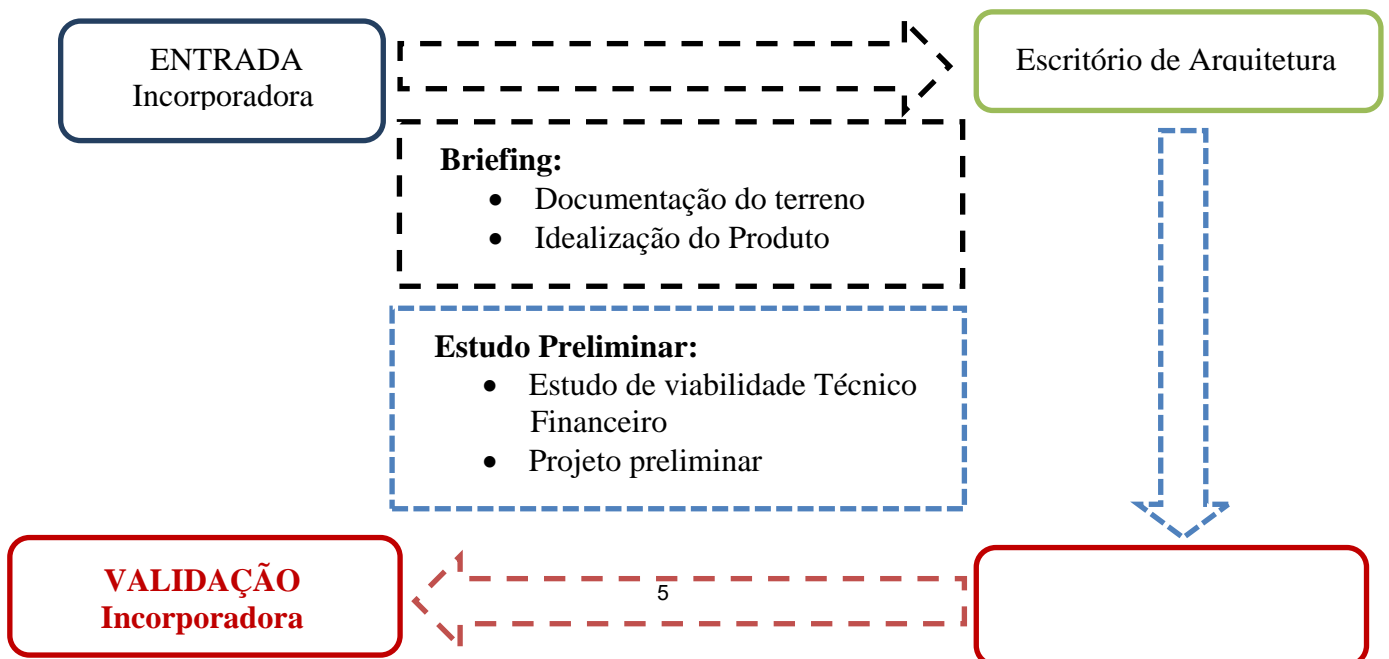 ENTRADA
Incorporadora
Escritório de Arquitetura
Briefing:
• Documentação do terreno
• Idealização do Produto
Estudo Preliminar:
• Estudo de viabilidade Técnico
Financeiro
• Projeto preliminar
VALIDAÇÃO
Incorporadora
5